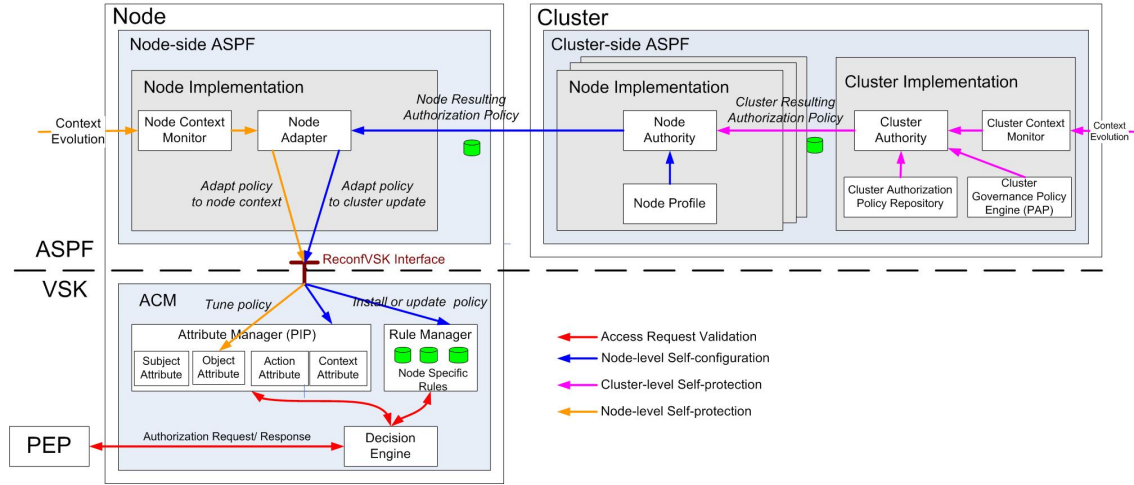 Node
Cluster
Node-side ASPF
Cluster-side ASPF
Node Implementation
Node Implementation
Cluster Implementation
Context
Evolution
Node Context
Monitor
Node
Adapter
Node Resulting
Authorization Policy
Node
Authority
Cluster Resulting
Authorization Policy
Cluster
Authority
Cluster Context
Monitor
Context
Evolution
Adapt policy
to node context
Adapt policy
to cluster update
Node Profile
Cluster Authorization
Policy Repository
Cluster
Governance Policy
Engine (PAP)
ASPF
ReconfVSK Interface
VSK
ACM
Tune policy
Install or update policy
Attribute Manager (PIP)
Subject
Attribute
Object
Attribute
Action
Attribute
Context
Attribute
Rule Manager
Node Specific
Rules
Access Request Validation
Node-level Self-configuration
Cluster-level Self-protection
Node-level Self-protection
PEP
Authorization Request/ Response
Decision
Engine